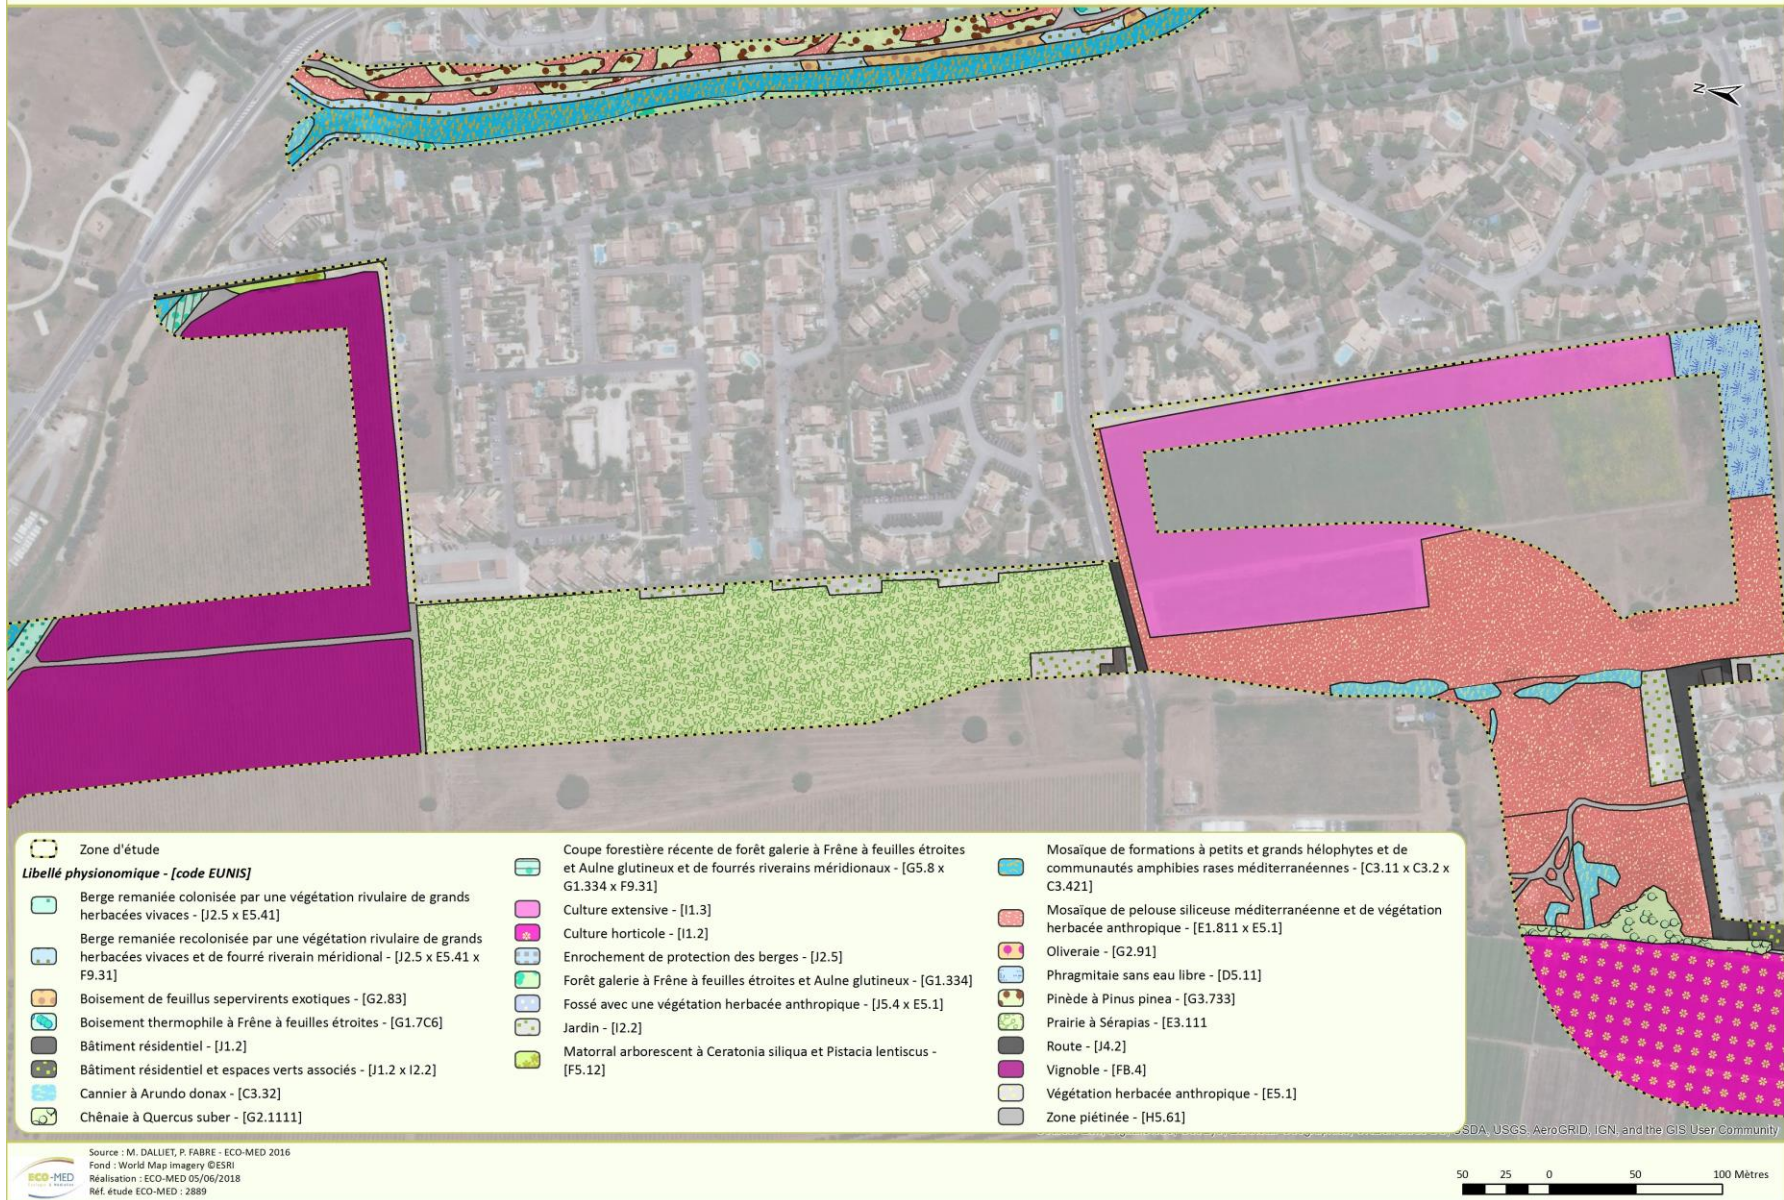 N
Zone d'étude
Libellé physionomique - [code EUNIS]
Berge remaniée colonisée par une végétation rivulaire de grands
herbacées vivaces - [J2.5 x E5.41]
Berge remaniée recolonisée par une végétation rivulaire de grands
herbacées vivaces et de fourré riverain méridional - [J2.5 x E5.41 x
F9.31]
Boisement de feuillus sepervirents exotiques - [G2.83]
Boisement thermophile à Frêne à feuilles étroites - [G1.7C6]
Bâtiment résidentiel - [J1.2]
Bâtiment résidentiel et espaces verts associés - [J1.2 x I2.2]
Cannier à Arundo donax - [C3.32]
Chênaie à Quercus suber - [G2.1111]
Coupe forestière récente de forêt galerie à Frêne à feuilles étroites
et Aulne glutineux et de fourrés riverains méridionaux - [G5.8 x
G1.334 x F9.31]
Culture extensive - [I1.3]
Culture horticole - [I1.2]
Enrochement de protection des berges - [J2.5]
Forêt galerie à Frêne à feuilles étroites et Aulne glutineux - [G1.334]
Fossé avec une végétation herbacée anthropique - [J5.4 x E5.1]
Jardin - [I2.2]
Matorral arborescent à Ceratonia siliqua et Pistacia lentiscus -
[F5.12]
Mosaïque de formations à petits et grands hélophytes et de
communautés amphibies rases méditerranéennes - [C3.11 x C3.2 x
C3.421]
Mosaïque de pelouse siliceuse méditerranéenne et de végétation
herbacée anthropique - [E1.811 x E5.1]
Oliveraie - [G2.91]
Phragmitaie sans eau libre - [D5.11]
Pinède à Pinus pinea - [G3.733]
Prairie à Sérapias - [E3.111
Route - [J4.2]
Vignoble - [FB.4]
Végétation herbacée anthropique - [E5.1]
Zone piétinée - [H5.61]
USDA, USGS, AeroGRID, IGN, and the GIS User Community
ECO-MED
Source : M. DALLIET, P. FABRE - ECO-MED 2016
Fond : World Map imagery ©ESRI
Réalisation : ECO-MED 05/06/2018
Réf. étude ECO-MED : 2889
50 25 0 50 100 Mètres